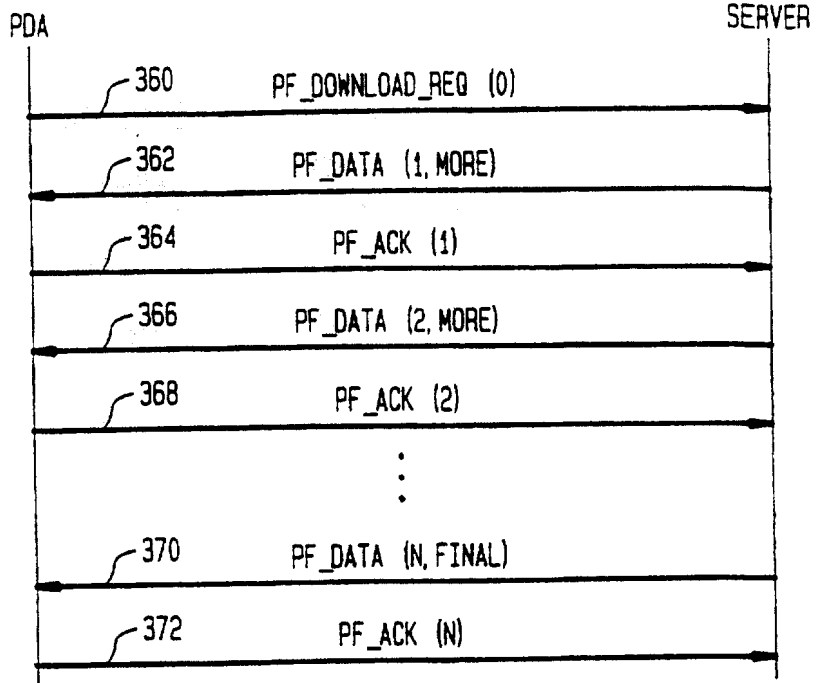 PDA
SERVER
360
PF_DOWNLOAD_REQ (0)
362
PF_DATA (1, MORE)
364
PF_ACK (1)
366
PF_DATA (2, MORE)
368
PF_ACK (2)
370
PF_DATA (N, FINAL)
372
PF_ACK (N)